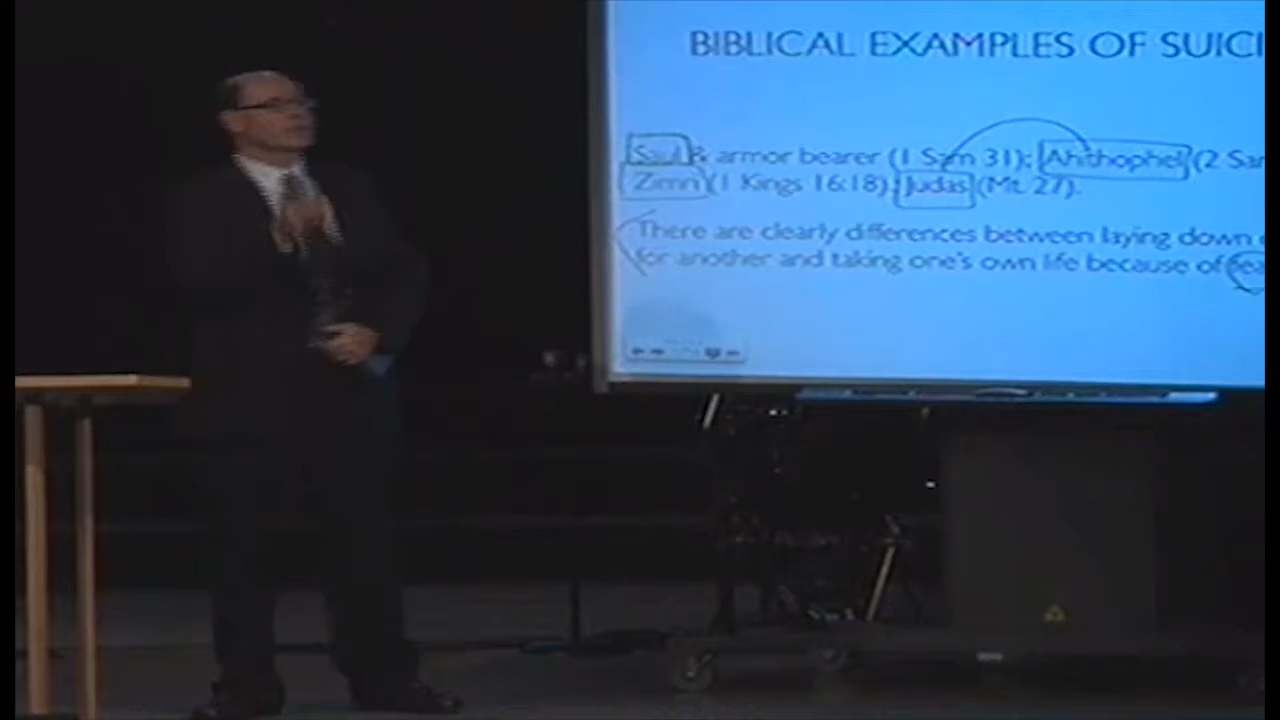 BIBLICAL EXAMPLES OF SUICI
Saul & armor bearer (1 Sam 31); Ahithophel (2 Sam
Zimri (1 Kings 16:18); Judas (Mt. 27).
There are clearly differences between laying down
for another and taking one's own life because of fea